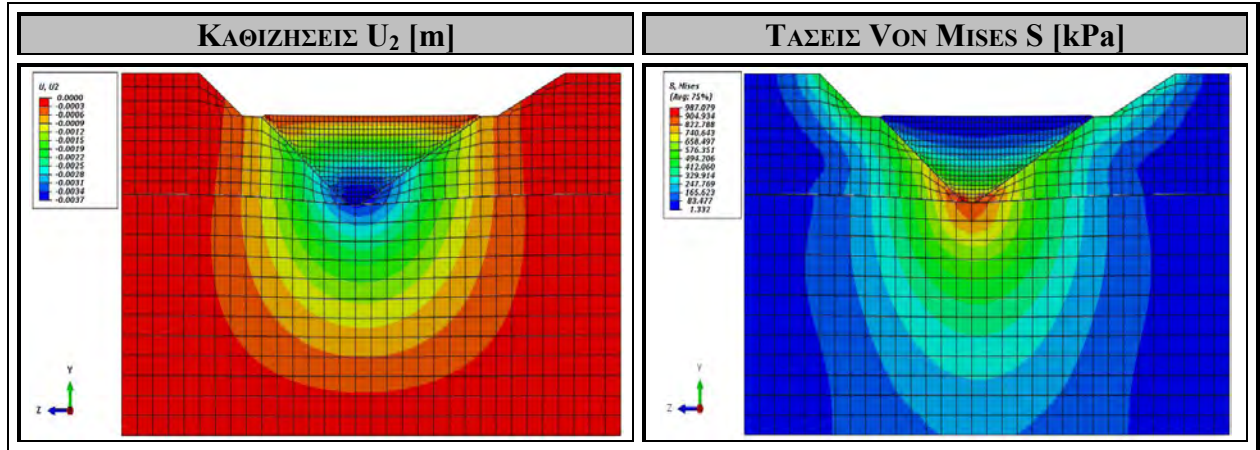 ΚΑΘΙΖΗΣΕΙΣ U₂ [m]
ΤΑΣΕΙΣ VON MISES S [kPa]
U, U2
0.0000
-0.0003
-0.0006
-0.0009
-0.0012
-0.0015
-0.0019
-0.0022
-0.0025
-0.0028
-0.0031
-0.0034
-0.0037
Y
Z
S, Mises
(Avg: 75%)
987.079
904.934
822.788
740.643
658.497
576.351
494.206
412.060
329.914
247.769
165.623
83.477
1.332
Y
Z